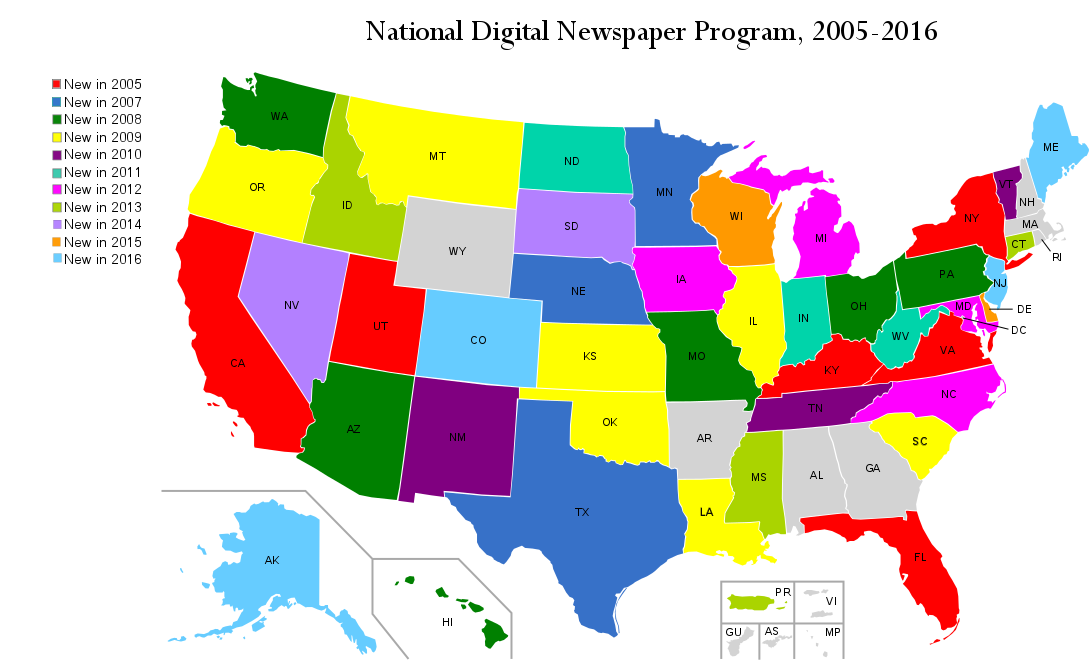 National Digital Newspaper Program, 2005-2016
New in 2005
New in 2007
New in 2008
New in 2009
New in 2010
New in 2011
New in 2012
New in 2013
New in 2014
New in 2015
New in 2016
WA
OR
MT
ID
WY
ND
SD
MN
WI
MI
ME
VT
NH
NY
MA
CT
RI
NV
UT
CA
CO
NE
IA
KS
MO
IL
IN
OH
PA
NJ
DE
MD
DC
WV
VA
KY
TN
NC
SC
AZ
NM
OK
AR
TX
LA
MS
AL
GA
FL
AK
HI
PR
VI
GU
AS
MP